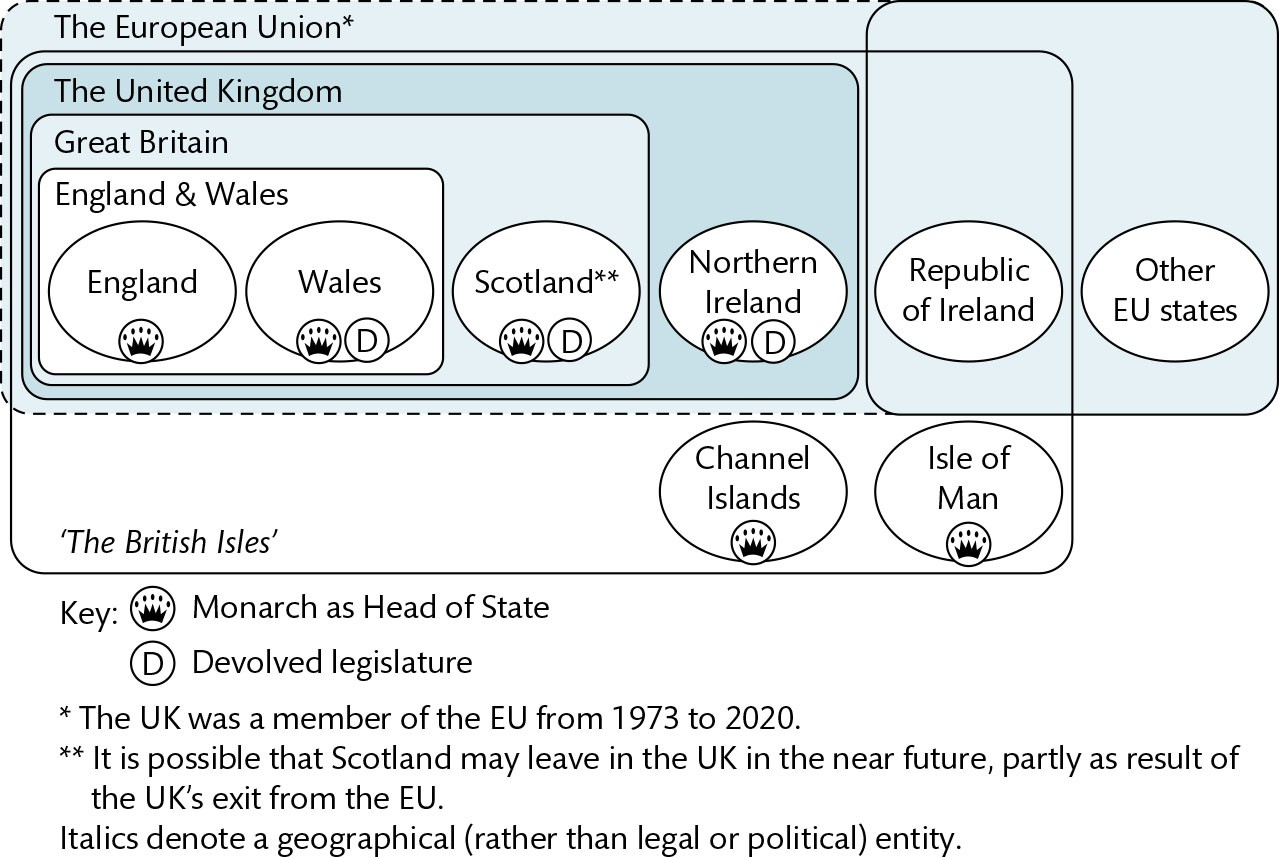 The European Union*
The United Kingdom
Great Britain
England & Wales
England
Wales
D
Scotland**
D
Northern
Ireland
D
Republic
of Ireland
Other
EU states
Channel
Islands
Isle of
Man
‘The British Isles’
Key:
Monarch as Head of State
D Devolved legislature
* The UK was a member of the EU from 1973 to 2020.
** It is possible that Scotland may leave in the UK in the near future, partly as result of
the UK’s exit from the EU.
Italics denote a geographical (rather than legal or political) entity.